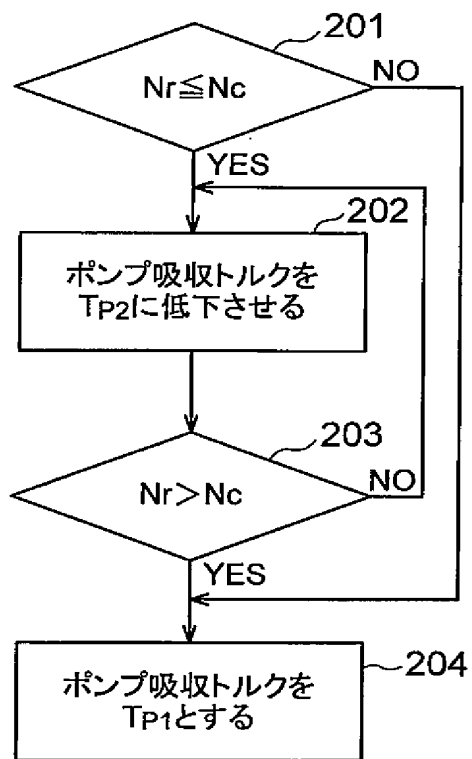 201
Nr≦Nc
NO
YES
202
ポンプ吸収トルクを
TP2に低下させる
203
Nr>Nc
NO
YES
204
ポンプ吸収トルクを
TP1とする